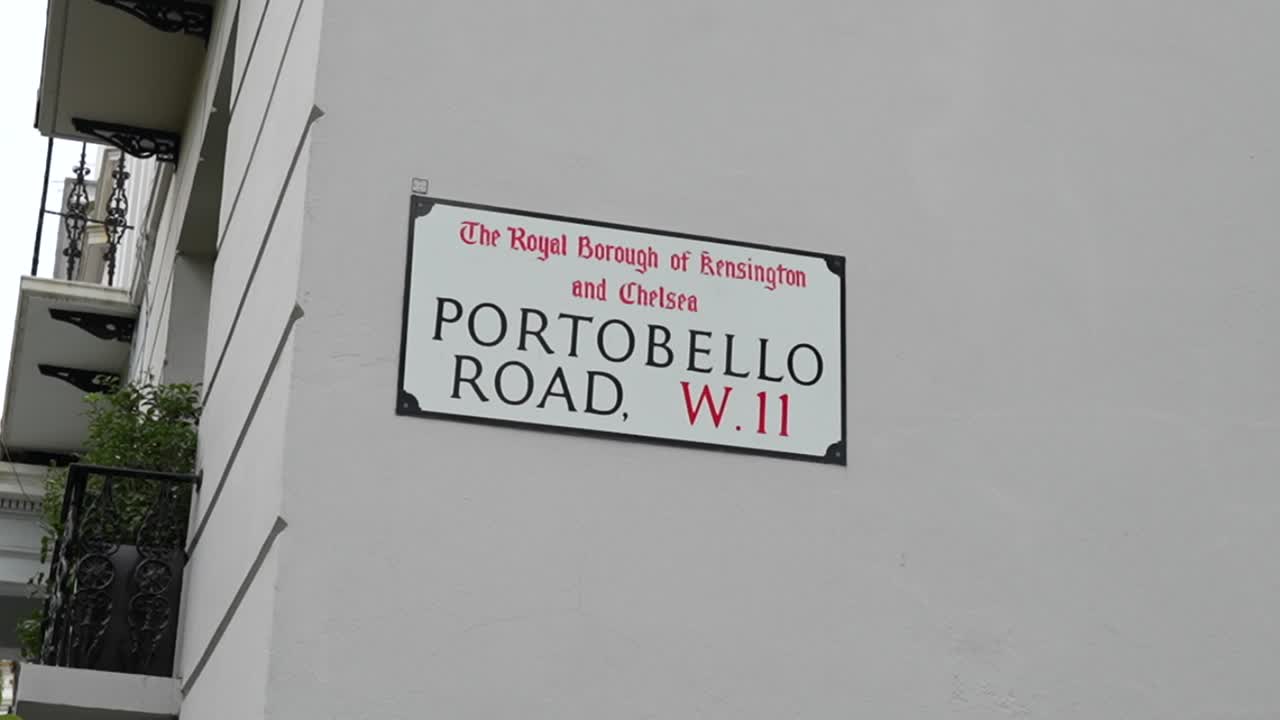 The Royal Borough of Kensington
and Chelsea
PORTOBELLO
ROAD, W.11